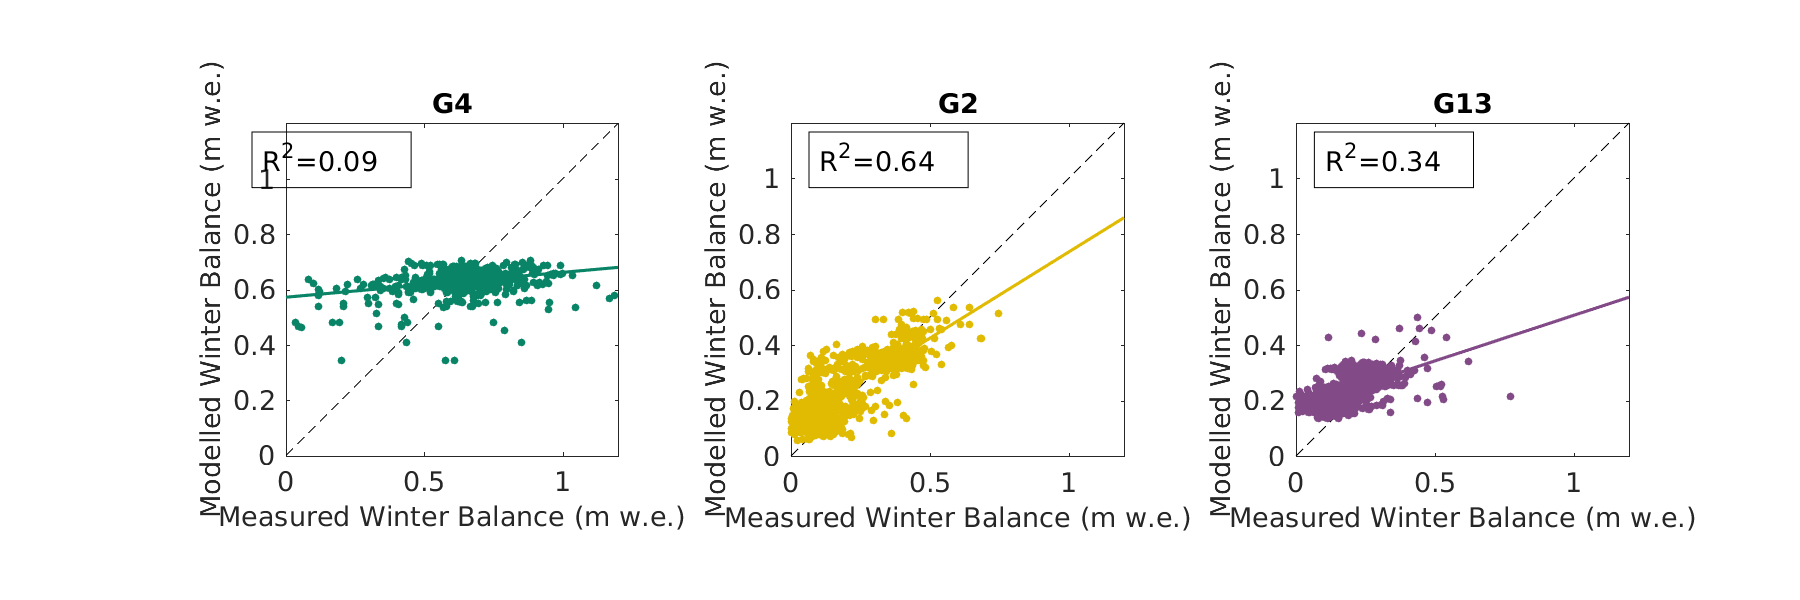 G4
R²=0.09
Modelled Winter Balance (m w.e.)
1
0.8
0.6
0.4
0.2
0
0 0.5 1
Measured Winter Balance (m w.e.)
G2
R²=0.64
Modelled Winter Balance (m w.e.)
1
0.8
0.6
0.4
0.2
0
0 0.5 1
Measured Winter Balance (m w.e.)
G13
R²=0.34
Modelled Winter Balance (m w.e.)
1
0.8
0.6
0.4
0.2
0
0 0.5 1
Measured Winter Balance (m w.e.)